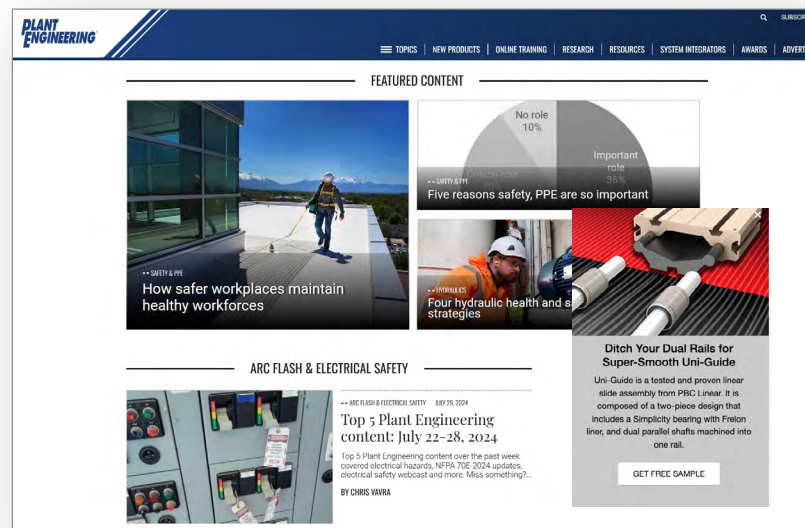 PLANT
ENGINEERING
SUBSCR
TOPICS
NEW PRODUCTS
ONLINE TRAINING
RESEARCH
RESOURCES
SYSTEM INTEGRATORS
AWARDS
ADVERT
FEATURED CONTENT
•• SAFETY & PPE
How safer workplaces maintain
healthy workforces
No role
10%
Important
role
36%
Critical role
•• SAFETY & PPE
Five reasons safety, PPE are so important
•• HYDRAULICS
Four hydraulic health and s
strategies
Ditch Your Dual Rails for
Super-Smooth Uni-Guide
Uni-Guide is a tested and proven linear
slide assembly from PBC Linear. It is
composed of a two-piece design that
includes a Simplicity bearing with Frelon
liner, and dual parallel shafts machined into
one rail.
GET FREE SAMPLE
ARC FLASH & ELECTRICAL SAFETY
•• ARC FLASH & ELECTRICAL SAFETY JULY 29, 2024
Top 5 Plant Engineering
content: July 22–28, 2024
Top 5 Plant Engineering content over the past week
covered electrical hazards, NFPA 70E-2024 updates,
electrical safety webcast and more. Miss something?...
BY CHRIS VAVRA